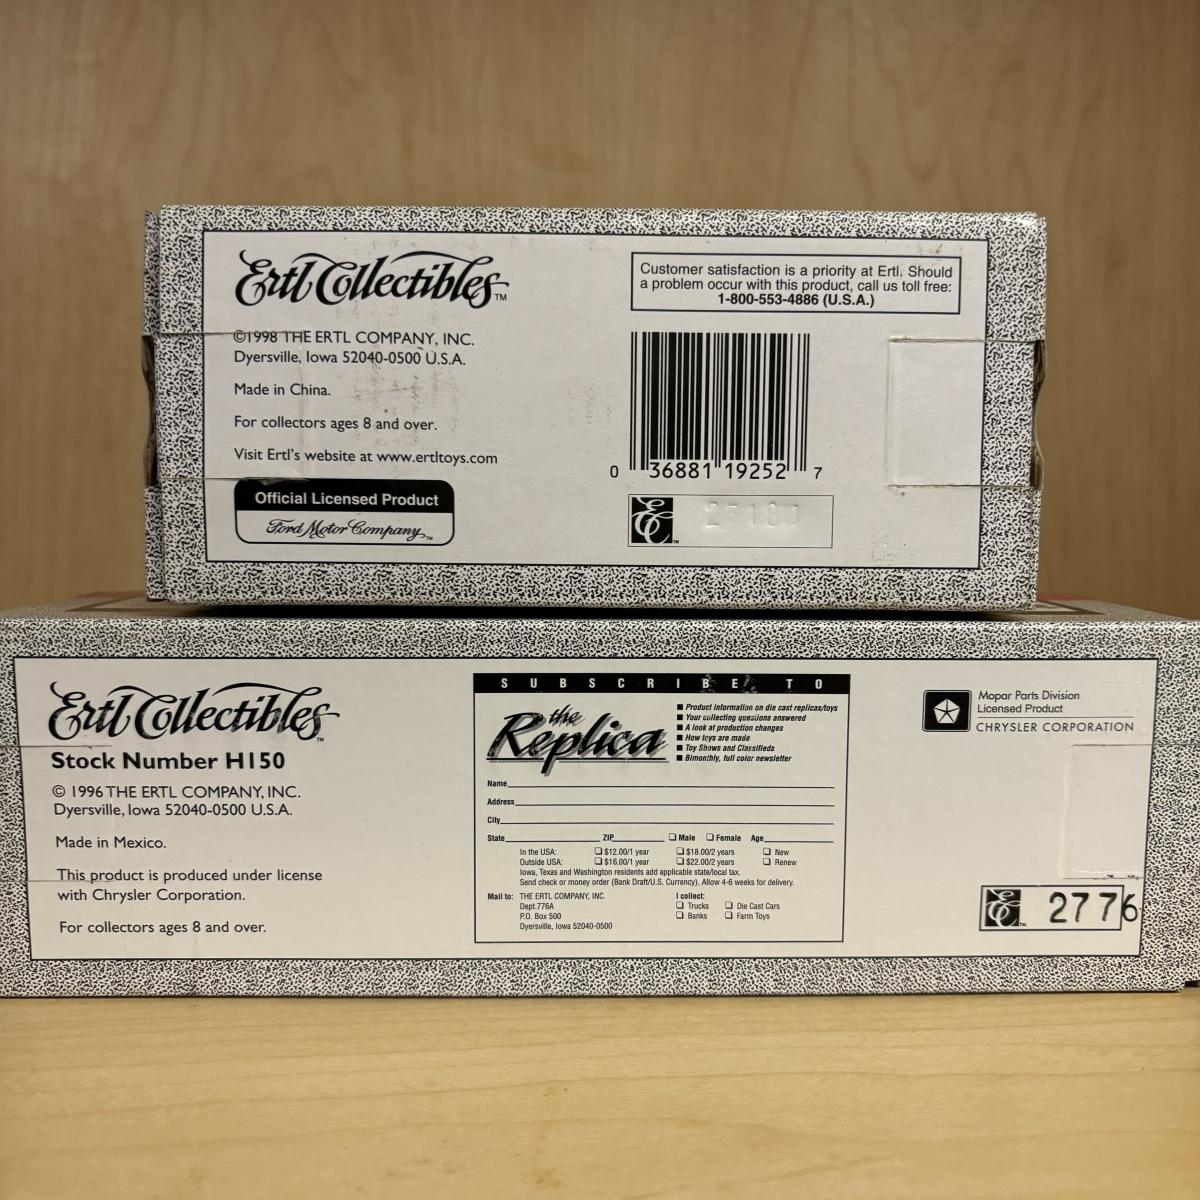 Ertl Collectibles™
©1998 THE ERTL COMPANY, INC.
Dyersville, Iowa 52040-0500 U.S.A.
Made in China.
For collectors ages 8 and over.
Visit Ertl's website at www.ertltoys.com
Official Licensed Product
Ford Motor Company™
Customer satisfaction is a priority at Ertl. Should
a problem occur with this product, call us toll free:
1-800-553-4886 (U.S.A.)
0 36881 19252 7
Ertl Collectibles™
Stock Number H150
© 1996 THE ERTL COMPANY, INC.
Dyersville, Iowa 52040-0500 U.S.A.
Made in Mexico.
This product is produced under license
with Chrysler Corporation.
For collectors ages 8 and over.
SUBSCRIBE TO
the
Replica
■ Product information on die cast replicas/toys
■ Your collecting questions answered
■ A look at production changes
■ How toys are made
■ Toy Shows and Classifieds
■ Bimonthly, full color newsletter
Name
Address
City
State ZIP ❑ Male ❑ Female Age
In the USA: ❑ $12.00/1 year ❑ $18.00/2 years ❑ New
Outside USA: ❑ $16.00/1 year ❑ $22.00/2 years ❑ Renew
Iowa, Texas and Washington residents add applicable state/local tax.
Send check or money order (Bank Draft/U.S. Currency). Allow 4-6 weeks for delivery.
Mail to: THE ERTL COMPANY, INC.
Dept.776A
P.O. Box 500
Dyersville, Iowa 52040-0500
I collect:
❑ Trucks ❑ Die Cast Cars
❑ Banks ❑ Farm Toys
Mopar Parts Division
Licensed Product
CHRYSLER CORPORATION
2776